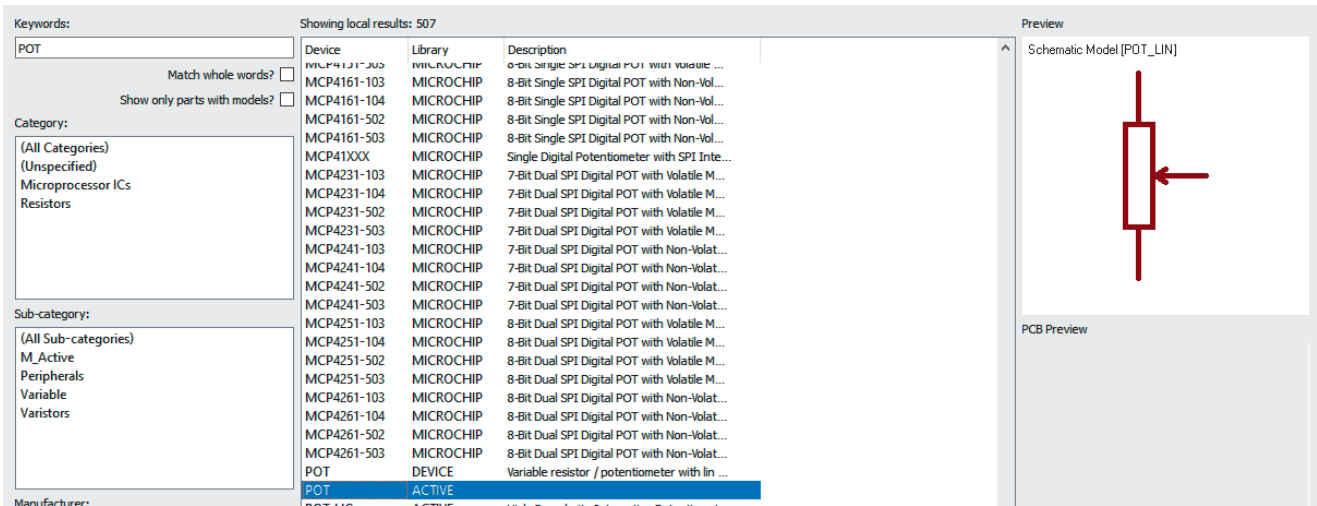 Keywords:
POT
Match whole words?
Show only parts with models?
Category:
(All Categories)
(Unspecified)
Microprocessor ICs
Resistors
Sub-category:
(All Sub-categories)
M_Active
Peripherals
Variable
Varistors
Manufacturer:
Showing local results: 507
Device Library Description
MCP4151-503 MICROCHIP 8-Bit Single SPI Digital POT with Volatile ...
MCP4161-103 MICROCHIP 8-Bit Single SPI Digital POT with Non-Vol...
MCP4161-104 MICROCHIP 8-Bit Single SPI Digital POT with Non-Vol...
MCP4161-502 MICROCHIP 8-Bit Single SPI Digital POT with Non-Vol...
MCP4161-503 MICROCHIP 8-Bit Single SPI Digital POT with Non-Vol...
MCP41XXX MICROCHIP Single Digital Potentiometer with SPI Inte...
MCP4231-103 MICROCHIP 7-Bit Dual SPI Digital POT with Volatile M...
MCP4231-104 MICROCHIP 7-Bit Dual SPI Digital POT with Volatile M...
MCP4231-502 MICROCHIP 7-Bit Dual SPI Digital POT with Volatile M...
MCP4231-503 MICROCHIP 7-Bit Dual SPI Digital POT with Volatile M...
MCP4241-103 MICROCHIP 7-Bit Dual SPI Digital POT with Non-Volat...
MCP4241-104 MICROCHIP 7-Bit Dual SPI Digital POT with Non-Volat...
MCP4241-502 MICROCHIP 7-Bit Dual SPI Digital POT with Non-Volat...
MCP4241-503 MICROCHIP 7-Bit Dual SPI Digital POT with Non-Volat...
MCP4251-103 MICROCHIP 8-Bit Dual SPI Digital POT with Volatile M...
MCP4251-104 MICROCHIP 8-Bit Dual SPI Digital POT with Volatile M...
MCP4251-502 MICROCHIP 8-Bit Dual SPI Digital POT with Volatile M...
MCP4251-503 MICROCHIP 8-Bit Dual SPI Digital POT with Volatile M...
MCP4261-103 MICROCHIP 8-Bit Dual SPI Digital POT with Non-Volat...
MCP4261-104 MICROCHIP 8-Bit Dual SPI Digital POT with Non-Volat...
MCP4261-502 MICROCHIP 8-Bit Dual SPI Digital POT with Non-Volat...
MCP4261-503 MICROCHIP 8-Bit Dual SPI Digital POT with Non-Volat...
POT DEVICE Variable resistor / potentiometer with lin ...
POT ACTIVE
Preview
Schematic Model [POT_LIN]
PCB Preview